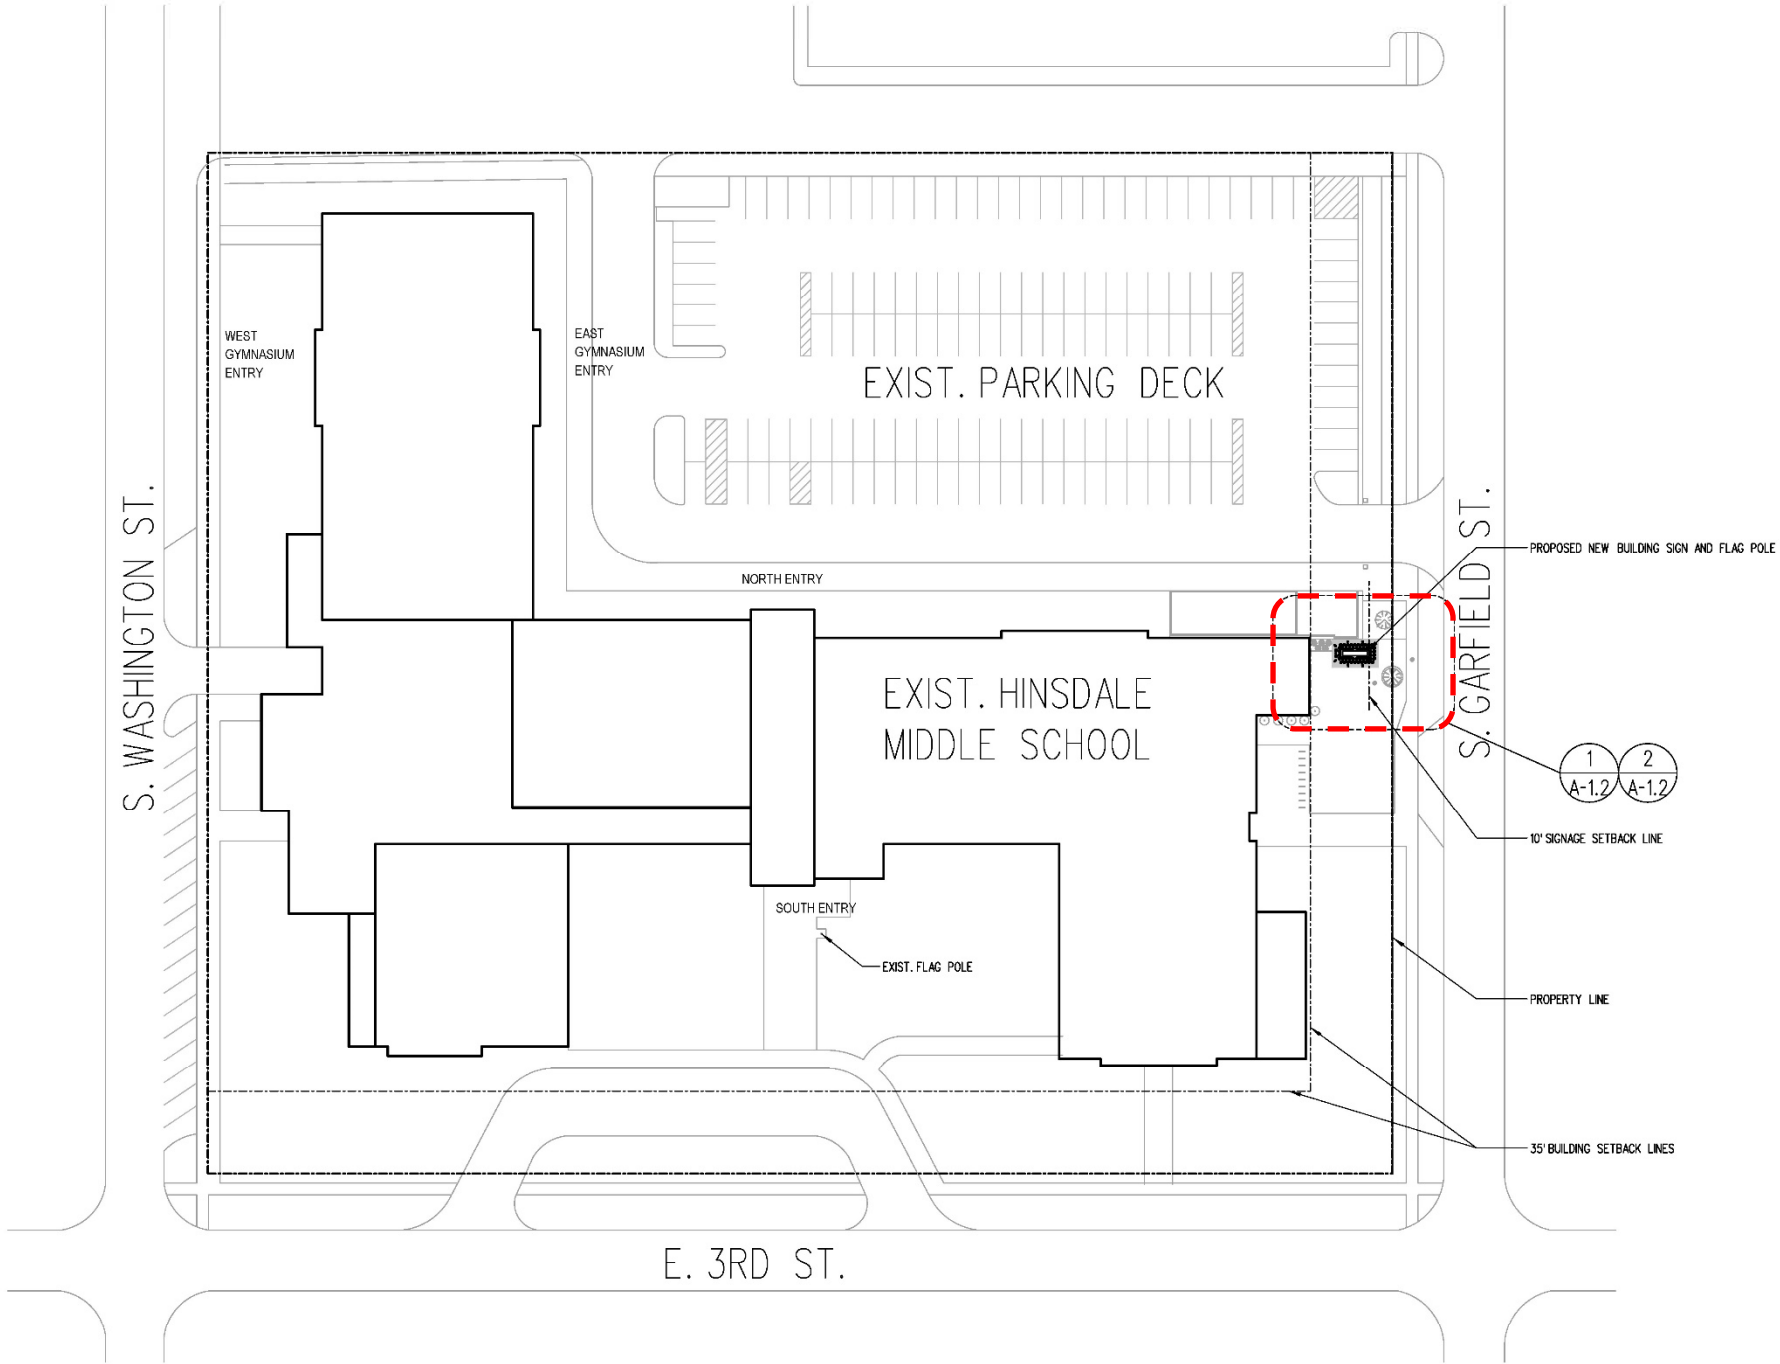 WEST
GYMNASIUM
ENTRY
EAST
GYMNASIUM
ENTRY
EXIST. PARKING DECK
S. WASHINGTON ST.
S. GARFIELD ST.
PROPOSED NEW BUILDING SIGN AND FLAG POLE
NORTH ENTRY
EXIST. HINSDALE
MIDDLE SCHOOL
1
A-1.2
2
A-1.2
10' SIGNAGE SETBACK LINE
SOUTH ENTRY
EXIST. FLAG POLE
PROPERTY LINE
35' BUILDING SETBACK LINES
E. 3RD ST.